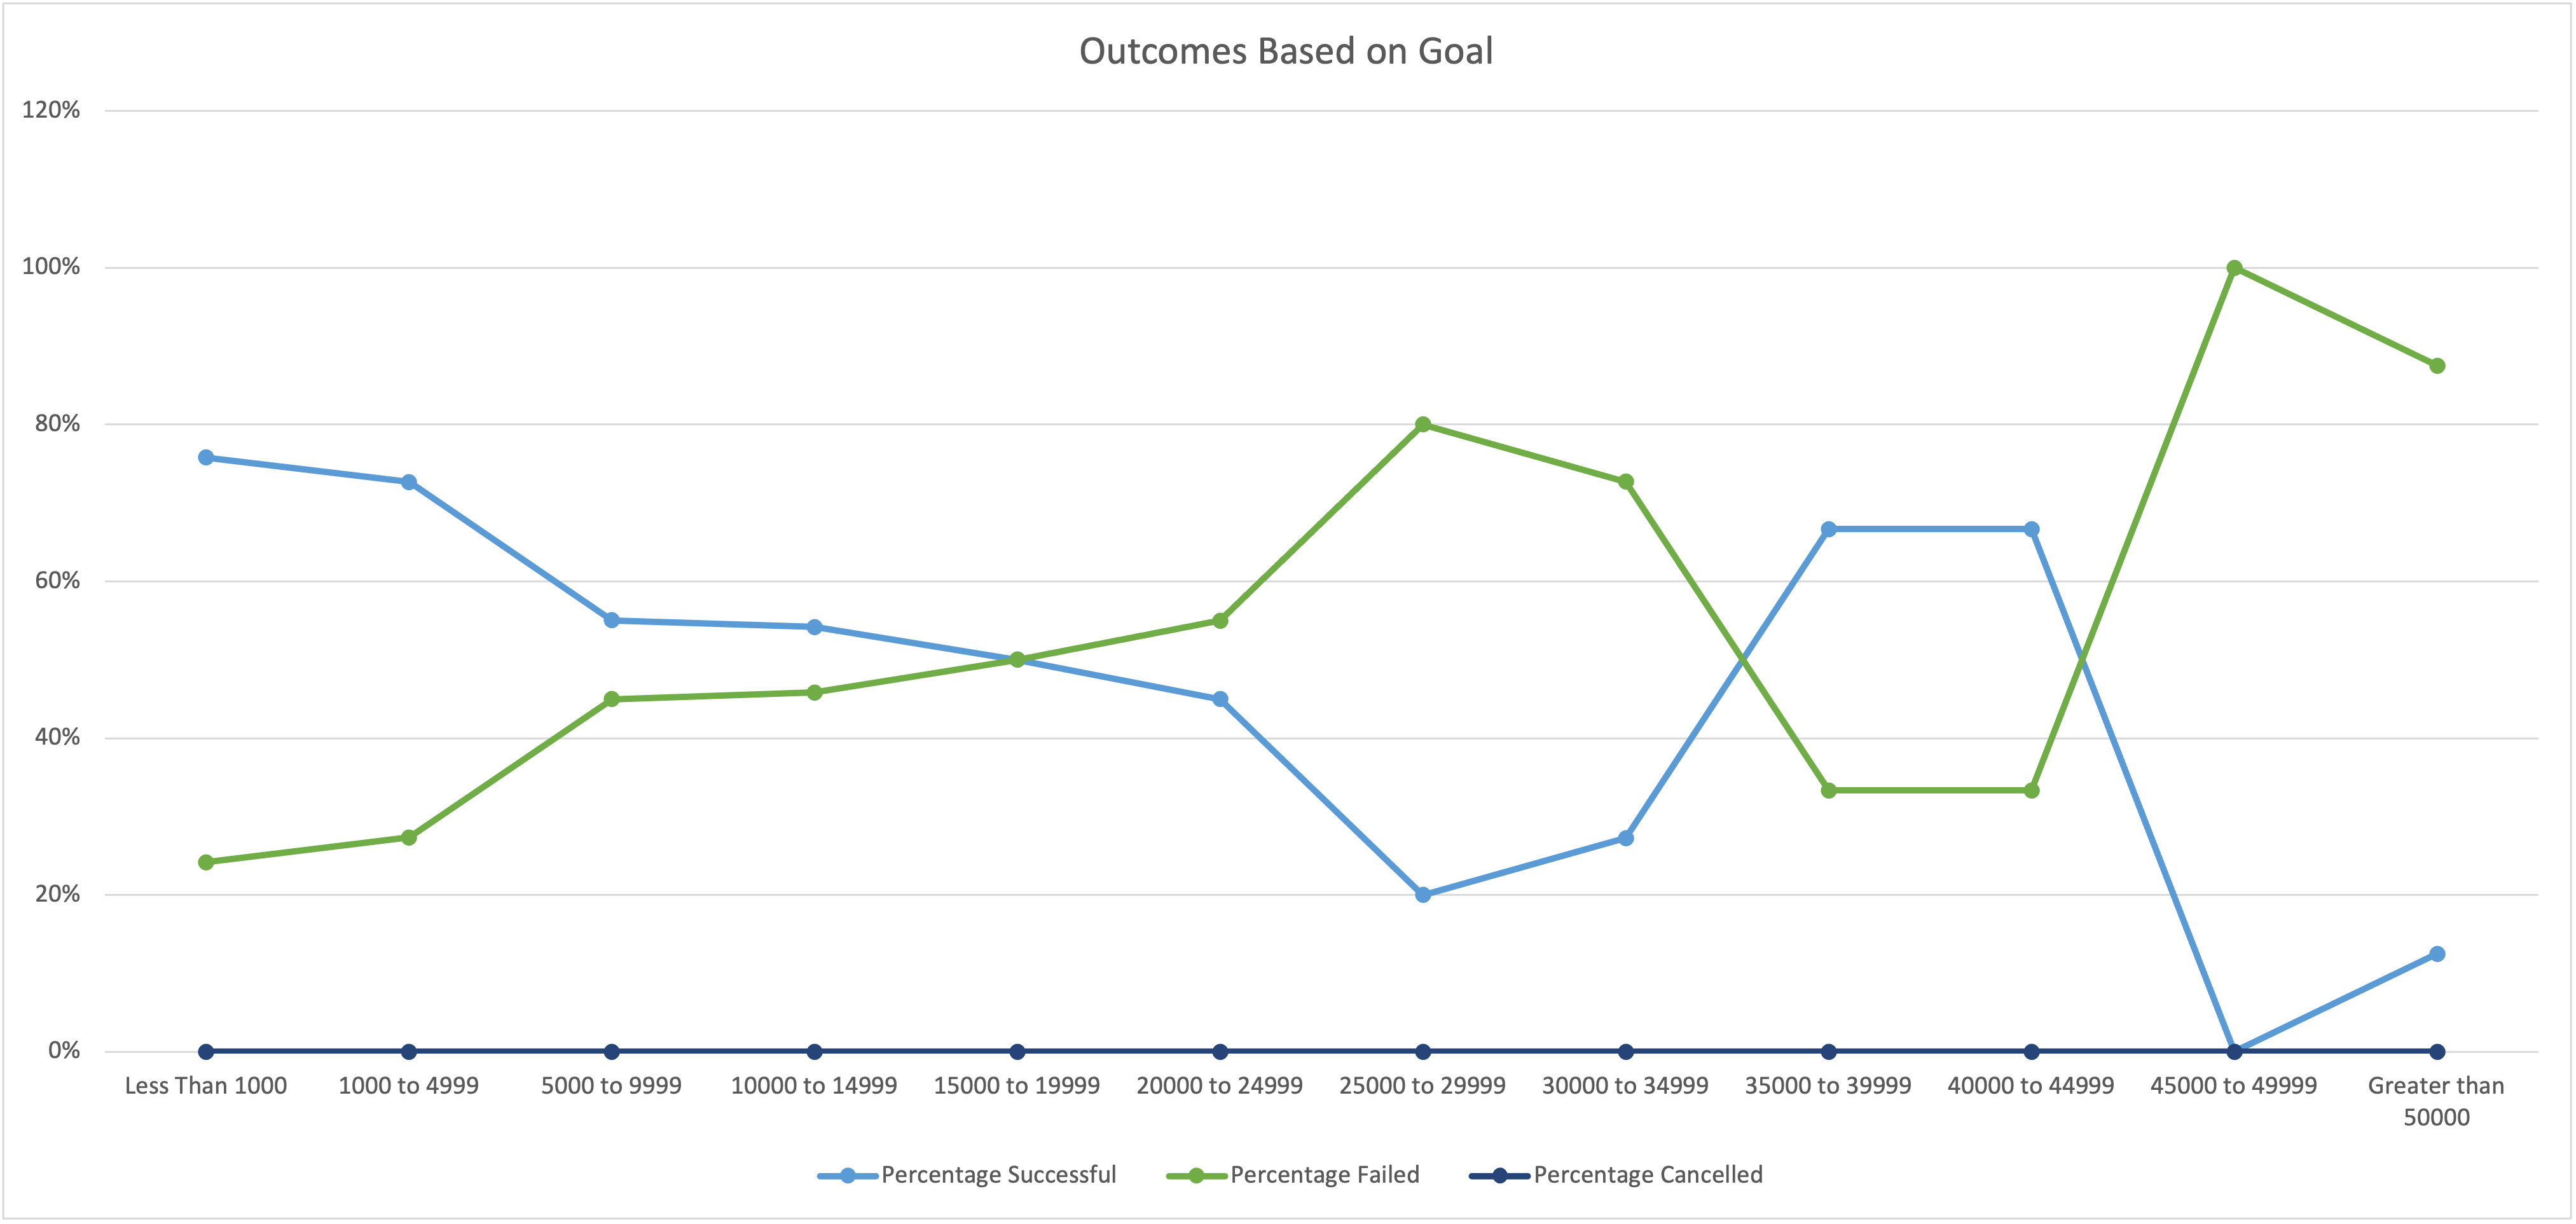 Outcomes Based on Goal
120%
100%
80%
60%
40%
20%
0%
Less Than 1000
1000 to 4999
5000 to 9999
10000 to 14999
15000 to 19999
20000 to 24999
25000 to 29999
30000 to 34999
35000 to 39999
40000 to 44999
45000 to 49999
Greater than
50000
Percentage Successful
Percentage Failed
Percentage Cancelled